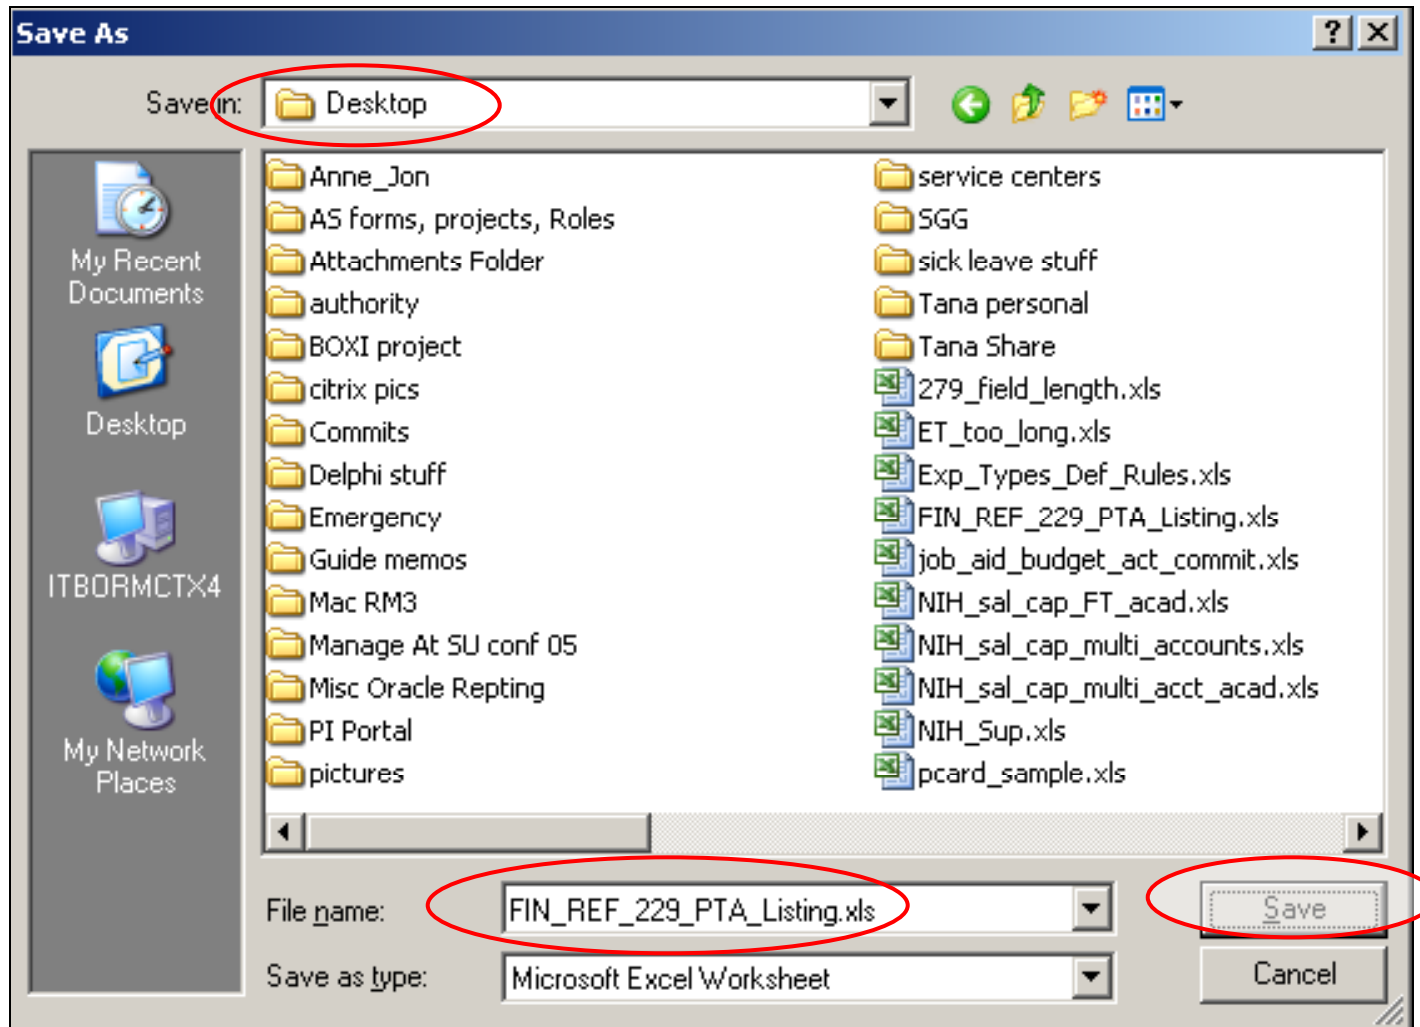 Save As
Save in: Desktop
My Recent
Documents
Desktop
ITBORMCTX4
My Network
Places
Anne_Jon
AS forms, projects, Roles
Attachments Folder
authority
BOXI project
citrix pics
Commits
Delphi stuff
Emergency
Guide memos
Mac RM3
Manage At SU conf 05
Misc Oracle Repting
PI Portal
pictures
service centers
SGG
sick leave stuff
Tana personal
Tana Share
279_field_length.xls
ET_too_long.xls
Exp_Types_Def_Rules.xls
FIN_REF_229_PTA_Listing.xls
job_aid_budget_act_commit.xls
NIH_sal_cap_FT_acad.xls
NIH_sal_cap_multi_accounts.xls
NIH_sal_cap_multi_acct_acad.xls
NIH_Sup.xls
pcard_sample.xls
File name: FIN_REF_229_PTA_Listing.xls Save
Save as type: Microsoft Excel Worksheet Cancel